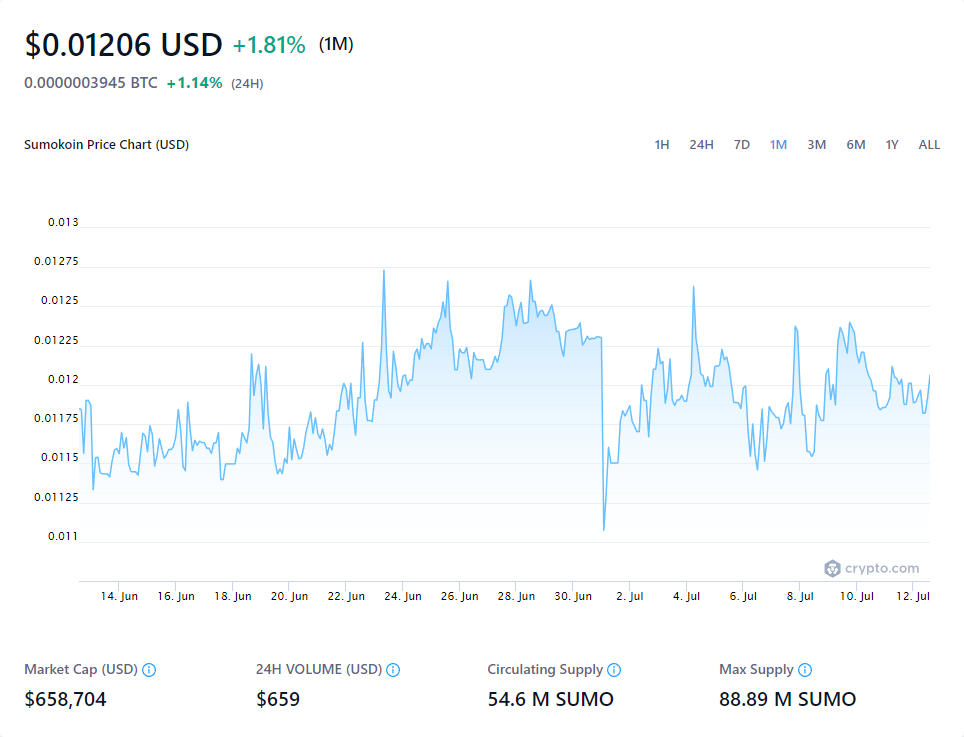 $0.01206 USD +1.81% (1M)
0.0000003945 BTC +1.14% (24H)
Sumokoin Price Chart (USD) 1H 24H 7D 1M 3M 6M 1Y ALL
0.013
0.01275
0.0125
0.01225
0.012
0.01175
0.0115
0.01125
0.011
crypto.com
14. Jun 16. Jun 18. Jun 20. Jun 22. Jun 24. Jun 26. Jun 28. Jun 30. Jun 2. Jul 4. Jul 6. Jul 8. Jul 10. Jul 12. Jul
Market Cap (USD) 24H VOLUME (USD) Circulating Supply Max Supply
$658,704 $659 54.6 M SUMO 88.89 M SUMO